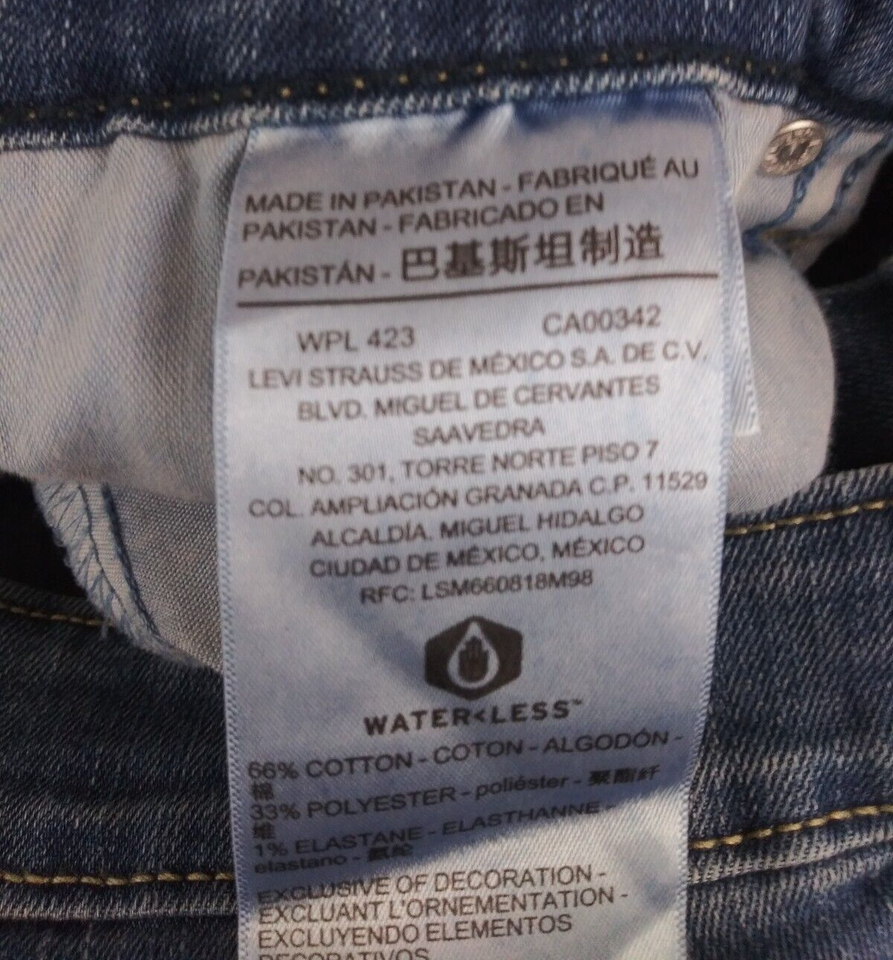 MADE IN PAKISTAN - FABRIQUÉ AU
PAKISTAN - FABRICADO EN
PAKISTÁN - 巴基斯坦制造
WPL 423 CA00342
LEVI STRAUSS DE MÉXICO S.A. DE C.V.
BLVD. MIGUEL DE CERVANTES
SAAVEDRA
NO. 301, TORRE NORTE PISO 7
COL. AMPLIACIÓN GRANADA C.P. 11529
ALCALDÍA. MIGUEL HIDALGO
CIUDAD DE MÉXICO, MÉXICO
RFC: LSM660818M98
WATER<LESS™
66% COTTON - COTON - ALGODÓN -
棉
33% POLYESTER - poliéster - 聚酯纤
维
1% ELASTANE - ELASTHANNE -
elastano - 氨纶
EXCLUSIVE OF DECORATION -
EXCLUANT L'ORNEMENTATION -
EXCLUYENDO ELEMENTOS
DECORATIVOS